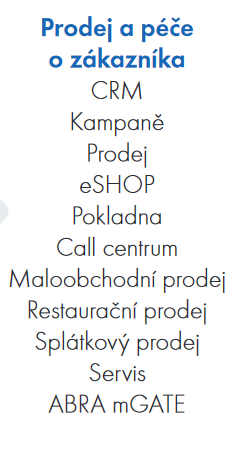 Prodej a péče
o zákazníka
CRM
Kampaně
Prodej
eSHOP
Pokladna
Call centrum
Maloobchodní prodej
Restaurační prodej
Splátkový prodej
Servis
ABRA mGATE